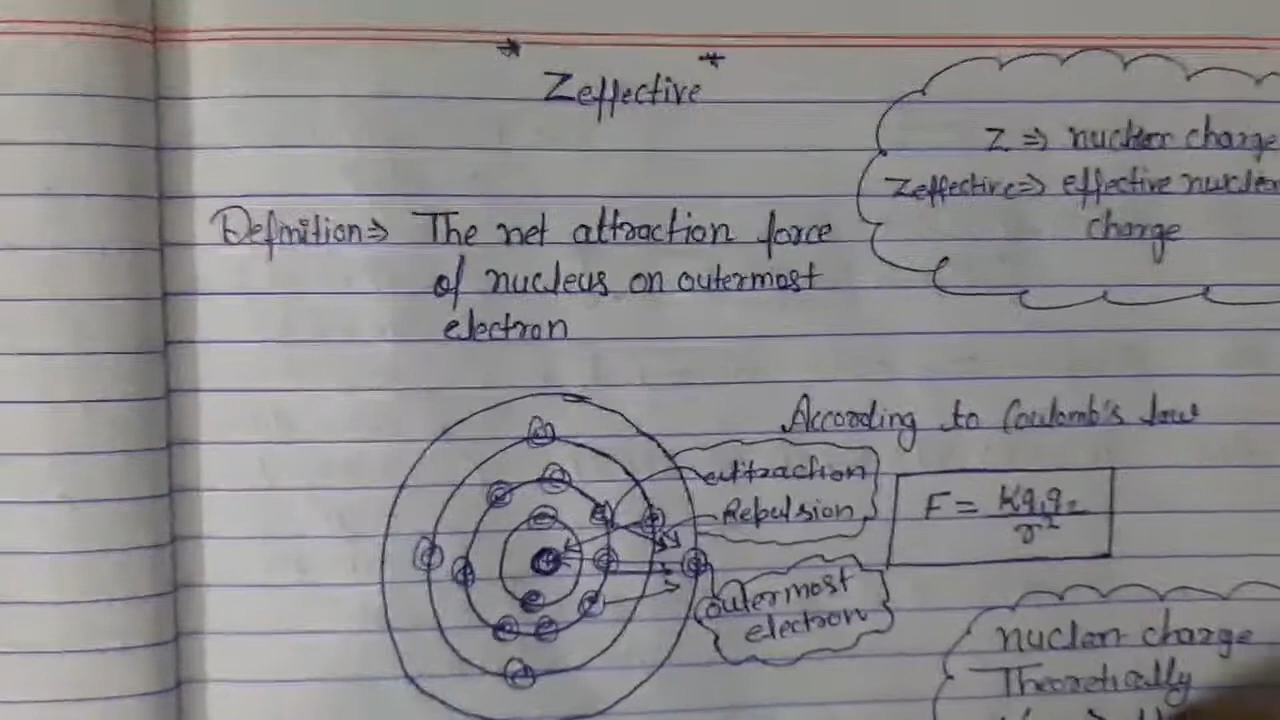 Zeffective
Z ⇒ nuclear charge
Zeffective ⇒ effective nuclear
charge
Definition ⇒ The net attraction force
of nucleus on outermost
electron
According to Coulomb's law
attraction
Repulsion
F = Kq1q2
r²
outermost
electron
nuclear charge
Theoretically